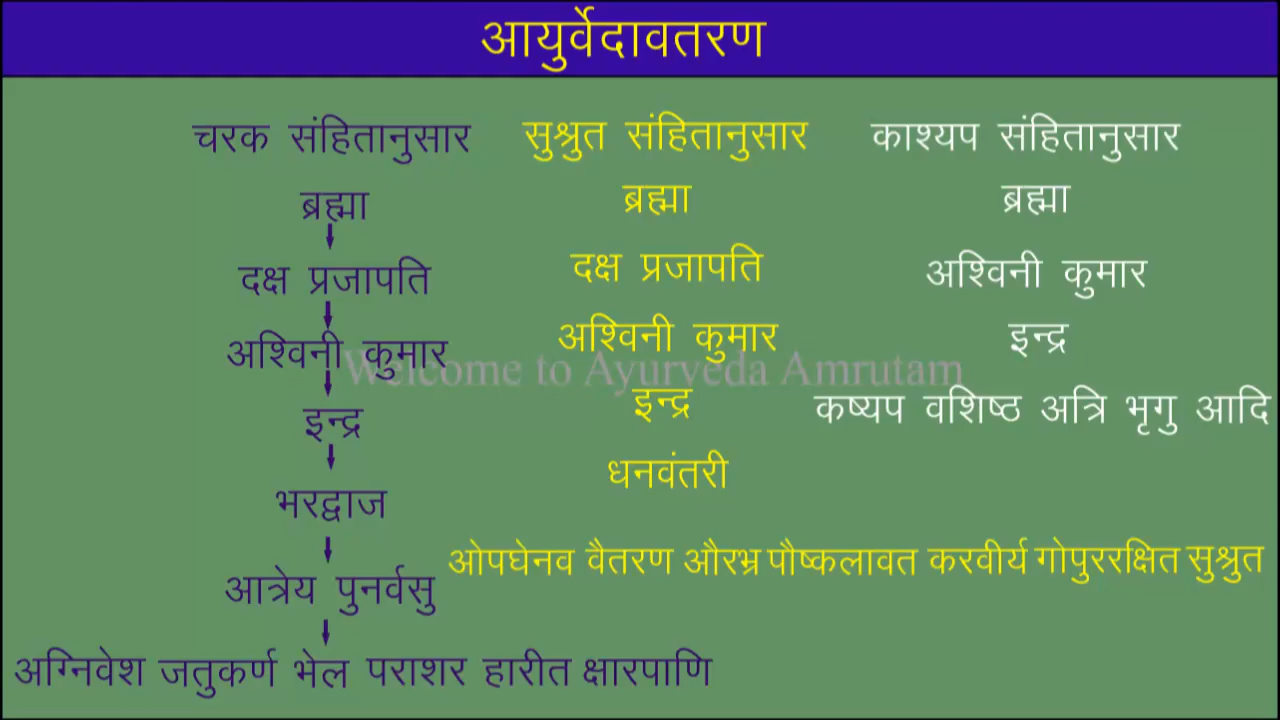 आयुर्वेदावतरण
चरक संहितानुसार
ब्रह्मा
दक्ष प्रजापति
अश्विनी कुमार
इन्द्र
भरद्वाज
आत्रेय पुनर्वसु
अग्निवेश जतुकर्ण भेल पराशर हारीत क्षारपाणि
सुश्रुत संहितानुसार
ब्रह्मा
दक्ष प्रजापति
अश्विनी कुमार
इन्द्र
धनवंतरी
ओपघेनव वैतरण औरभ्र पौष्कलावत करवीर्य गोपुररक्षित सुश्रुत
काश्यप संहितानुसार
ब्रह्मा
अश्विनी कुमार
इन्द्र
कष्यप वशिष्ठ अत्रि भृगु आदि
Welcome to Ayurveda Amrutam